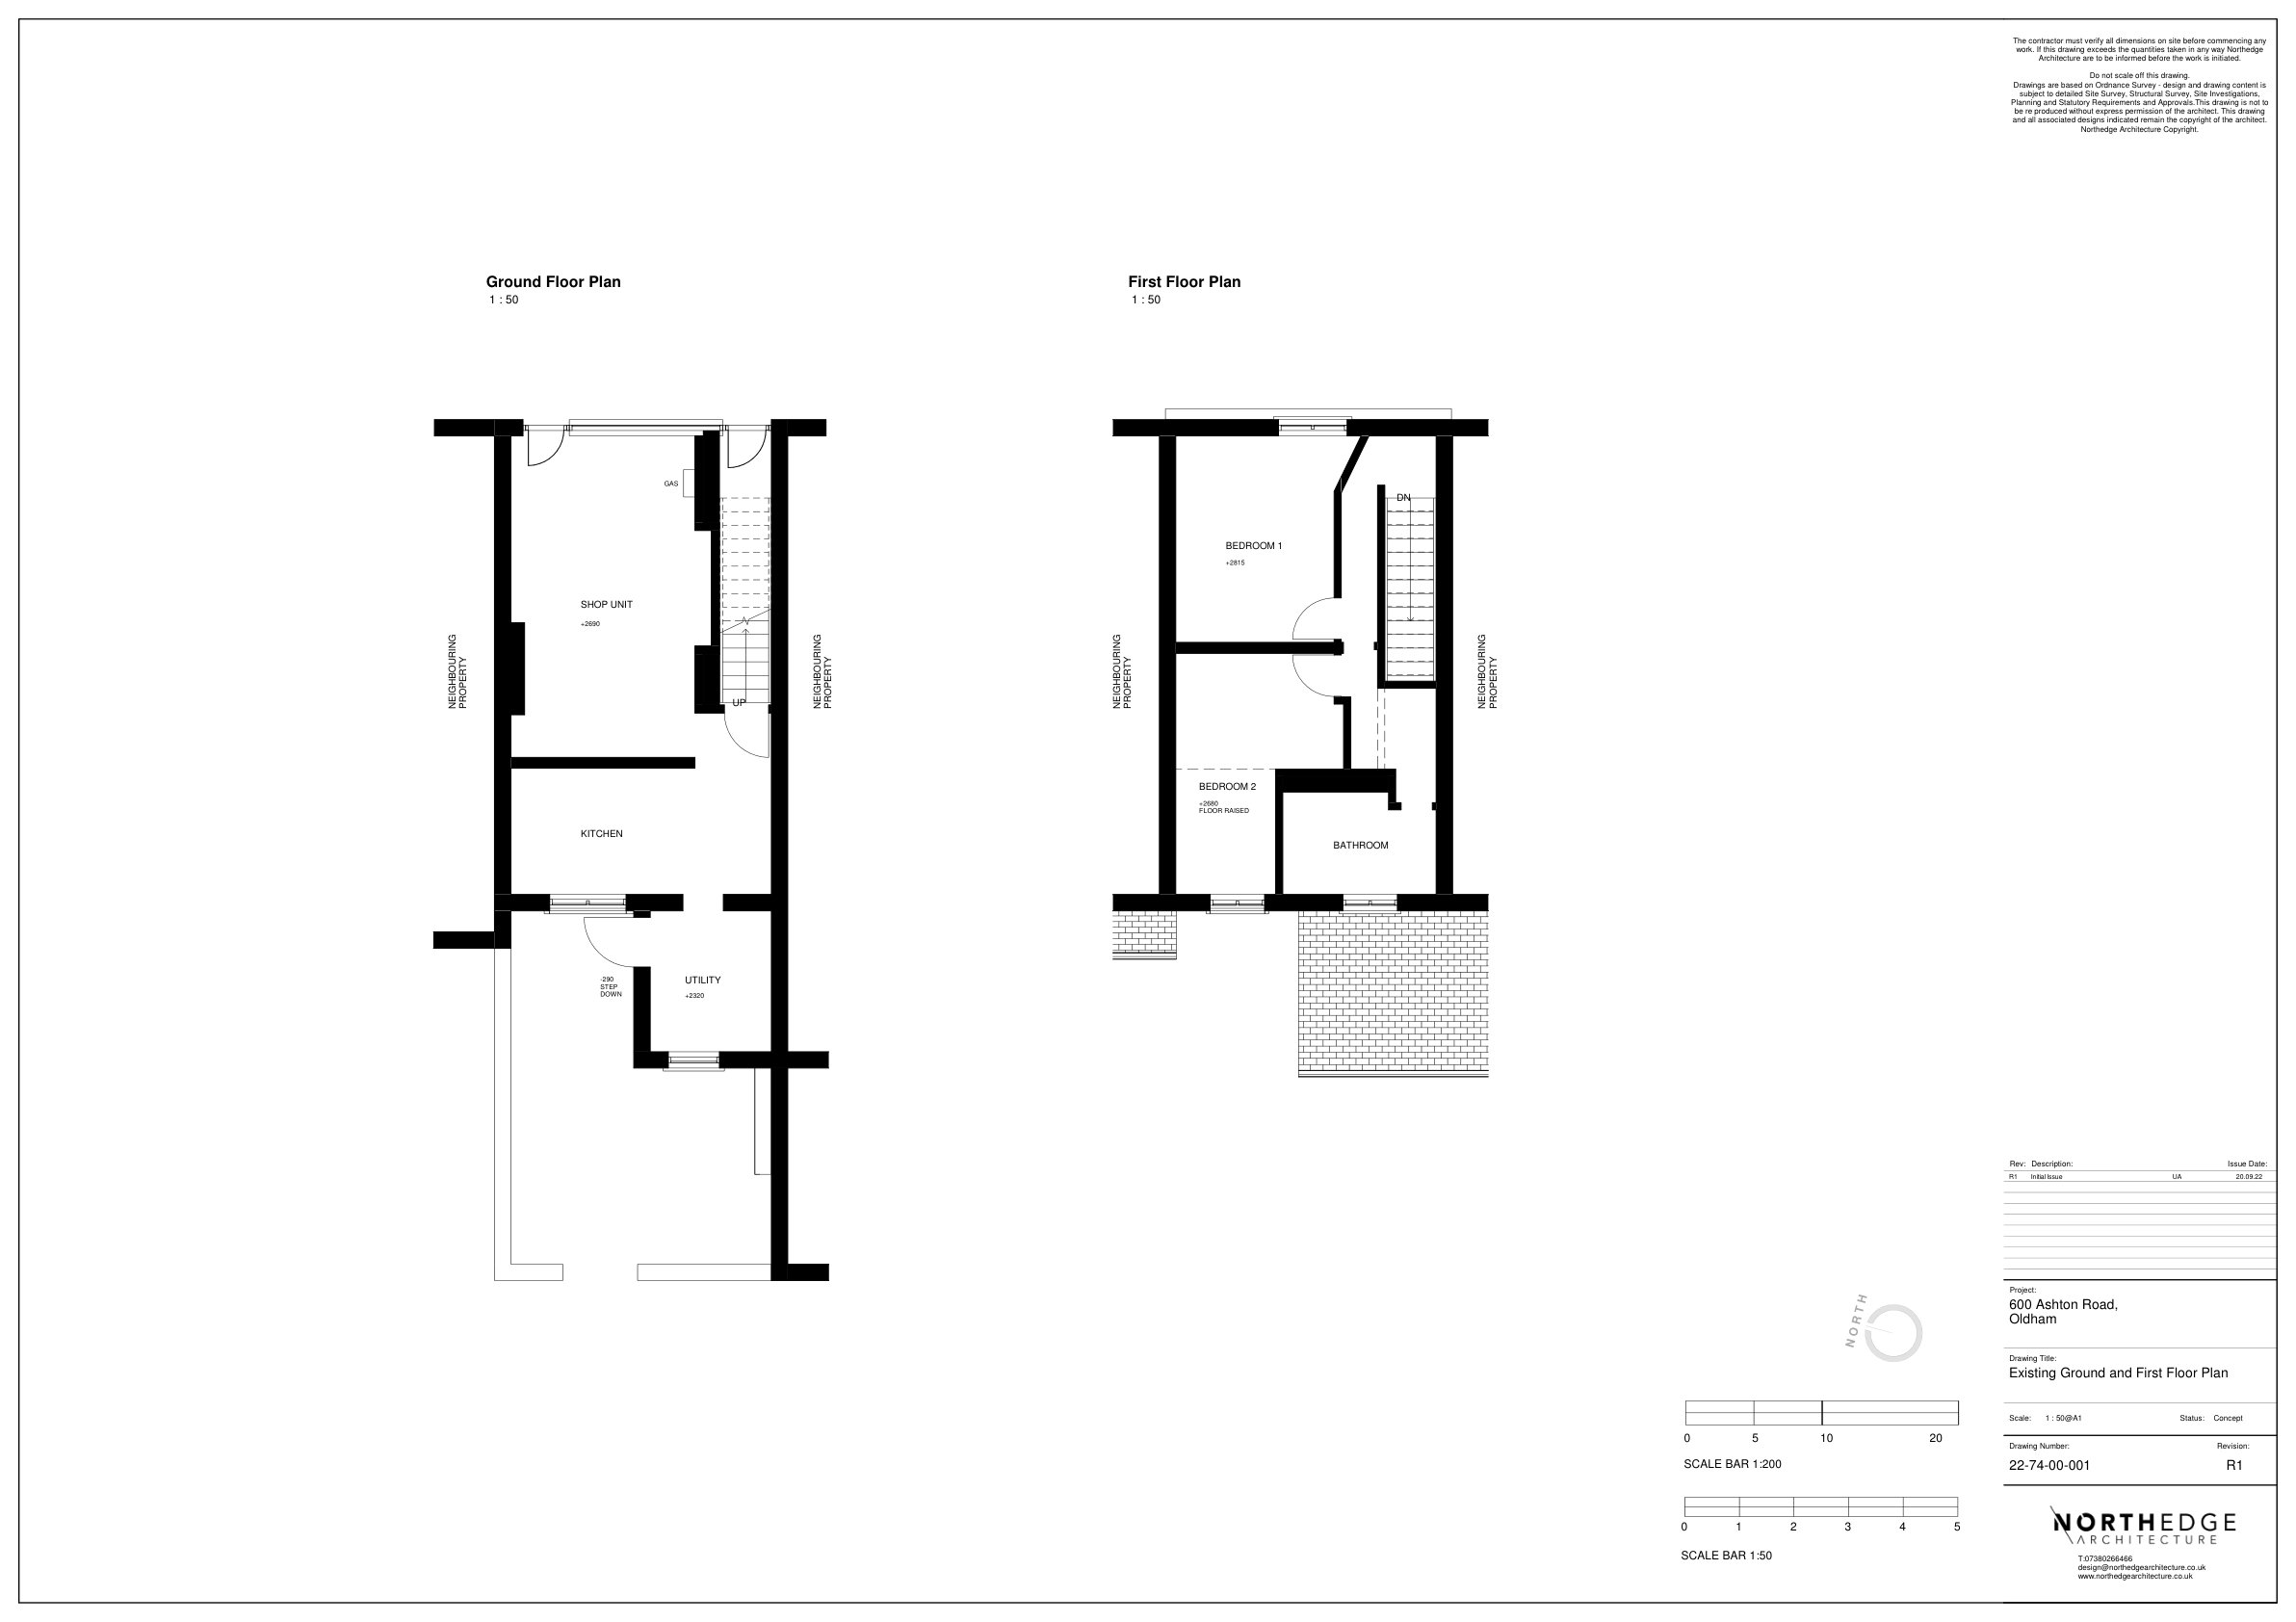 The contractor must verify all dimensions on site before commencing any
work. If this drawing exceeds the quantities taken in any way Northedge
Architecture are to be informed before the work is initiated.
Do not scale off this drawing.
Drawings are based on Ordnance Survey - design and drawing content is
subject to detailed Site Survey, Structural Survey, Site Investigations,
Planning and Statutory Requirements and Approvals.This drawing is not to
be re produced without express permission of the architect. This drawing
and all associated designs indicated remain the copyright of the architect.
Northedge Architecture Copyright.
Ground Floor Plan
1 : 50
GAS
SHOP UNIT
+2690
NEIGHBOURING
PROPERTY
NEIGHBOURING
PROPERTY
UP
KITCHEN
-290
STEP
DOWN
UTILITY
+2320
First Floor Plan
1 : 50
DN
BEDROOM 1
+2815
NEIGHBOURING
PROPERTY
NEIGHBOURING
PROPERTY
BEDROOM 2
+2680
FLOOR RAISED
BATHROOM
NORTH
0 5 10 20
SCALE BAR 1:200
0 1 2 3 4 5
SCALE BAR 1:50
Rev: Description: Issue Date:
R1 Initial Issue UA 20.09.22
Project:
600 Ashton Road,
Oldham
Drawing Title:
Existing Ground and First Floor Plan
Scale: 1 : 50@A1 Status: Concept
Drawing Number: Revision:
22-74-00-001 R1
NORTHEDGE
ARCHITECTURE
T:07380266466
design@northedgearchitecture.co.uk
www.northedgearchitecture.co.uk